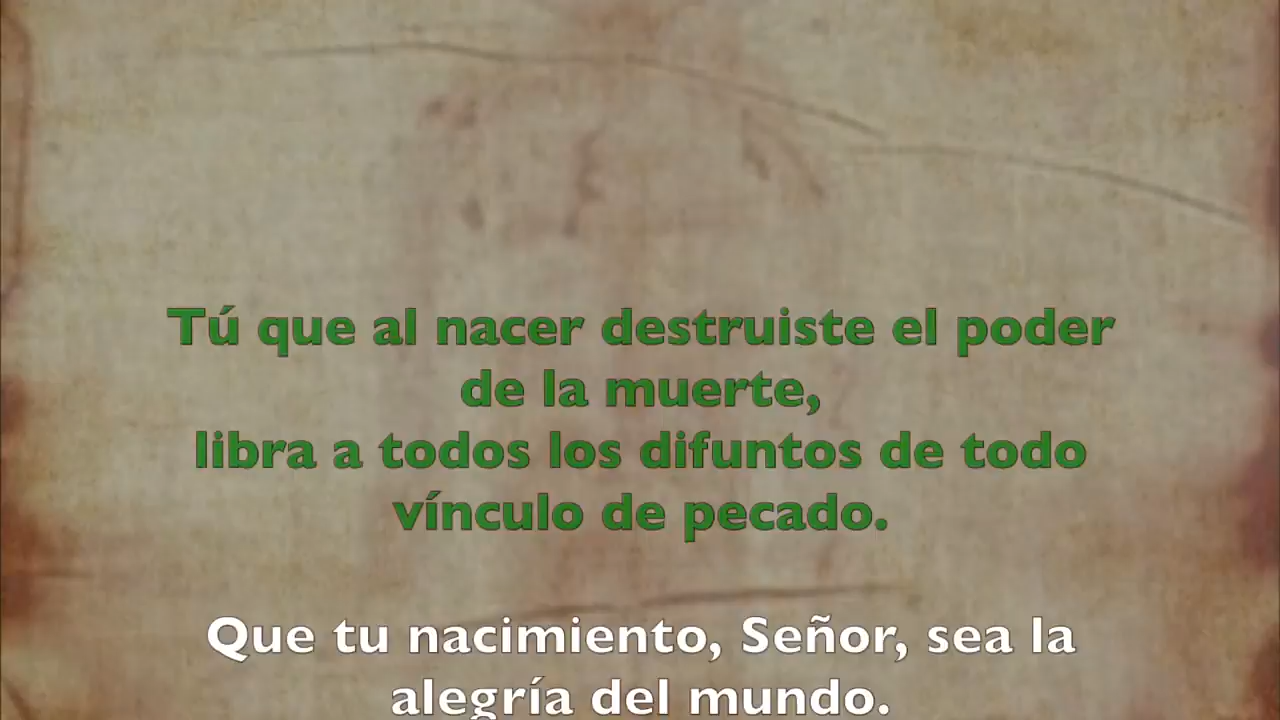 Tú que al nacer destruiste el poder
de la muerte,
libra a todos los difuntos de todo
vínculo de pecado.
Que tu nacimiento, Señor, sea la
alegría del mundo.